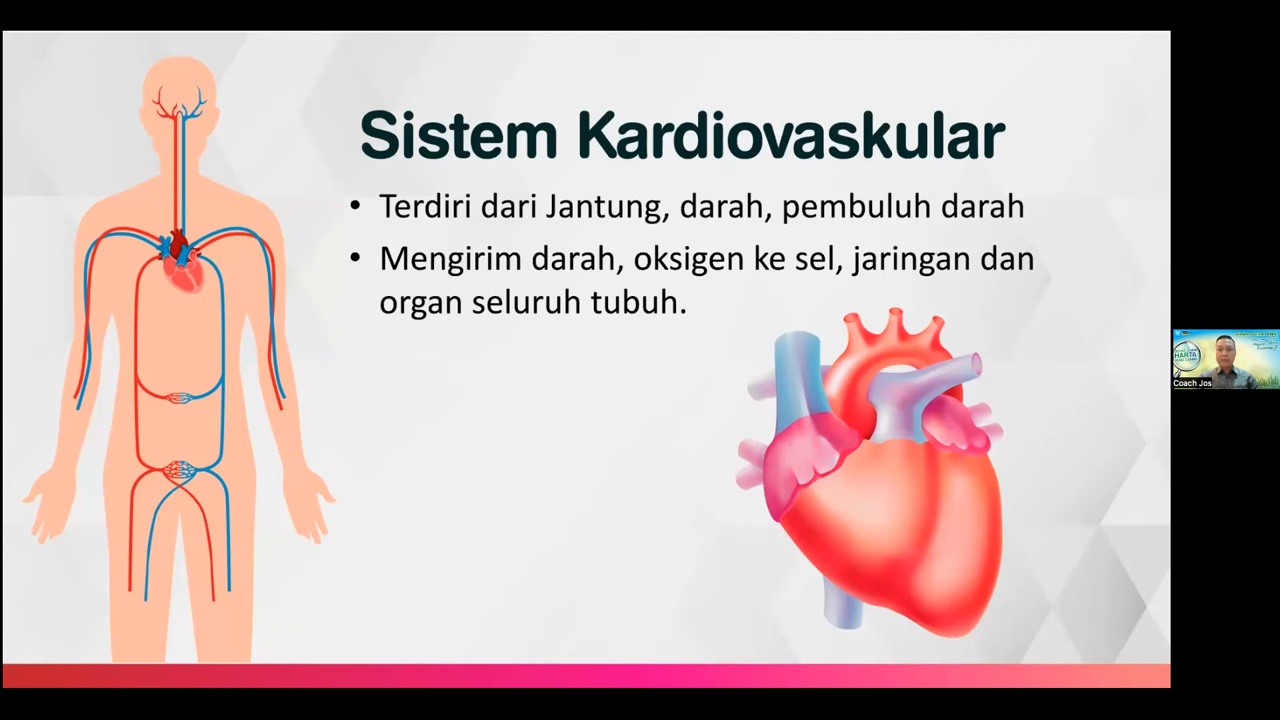 Sistem Kardiovaskular
• Terdiri dari Jantung, darah, pembuluh darah
• Mengirim darah, oksigen ke sel, jaringan dan
organ seluruh tubuh.
HARTA
Coach Jos